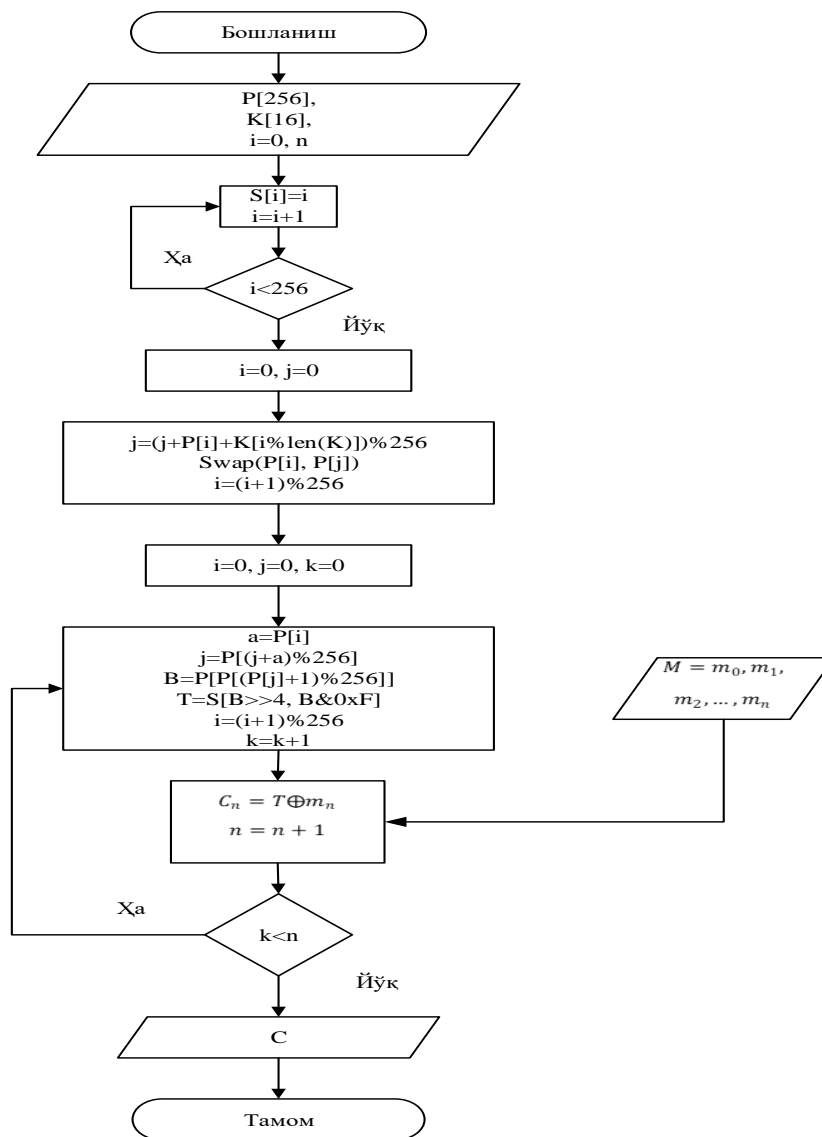 Бошланиш
P[256],
K[16],
i=0, n
S[i]=i
i=i+1
Ҳа
i<256
Йўқ
i=0, j=0
j=(j+P[i]+K[i%len(K)])%256
Swap(P[i], P[j])
i=(i+1)%256
i=0, j=0, k=0
a=P[i]
j=P[(j+a)%256]
B=P[P[(P[j]+1)%256]]
T=S[B>>4, B&0xF]
i=(i+1)%256
k=k+1
M = m₀, m₁,
m₂, … , mₙ
Cₙ = T⊕mₙ
n = n + 1
Ҳа
k<n
Йўқ
C
Тамом